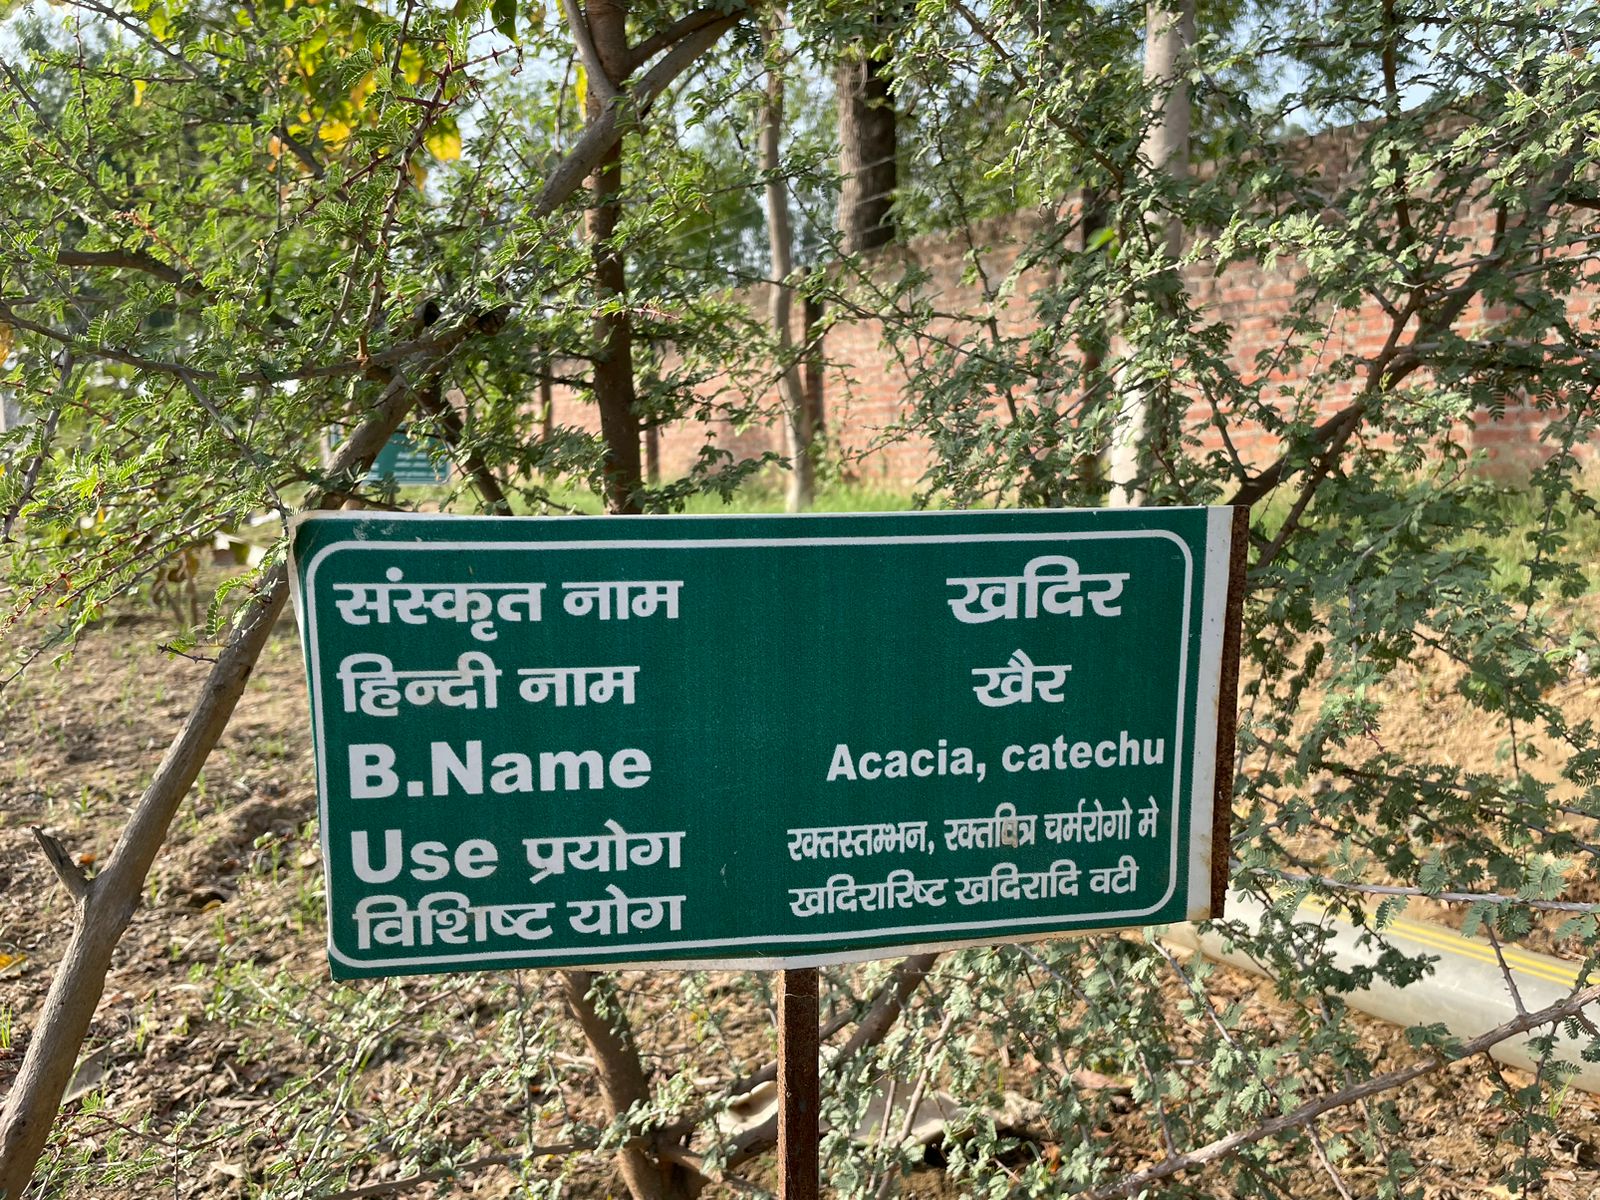 संस्कृत नाम खदिर
हिन्दी नाम खैर
B.Name Acacia, catechu
Use प्रयोग रक्तस्तम्भन, रक्तवित्र चर्मरोगो मे
विशिष्ट योग खदिरारिष्ट खदिरादि वटी